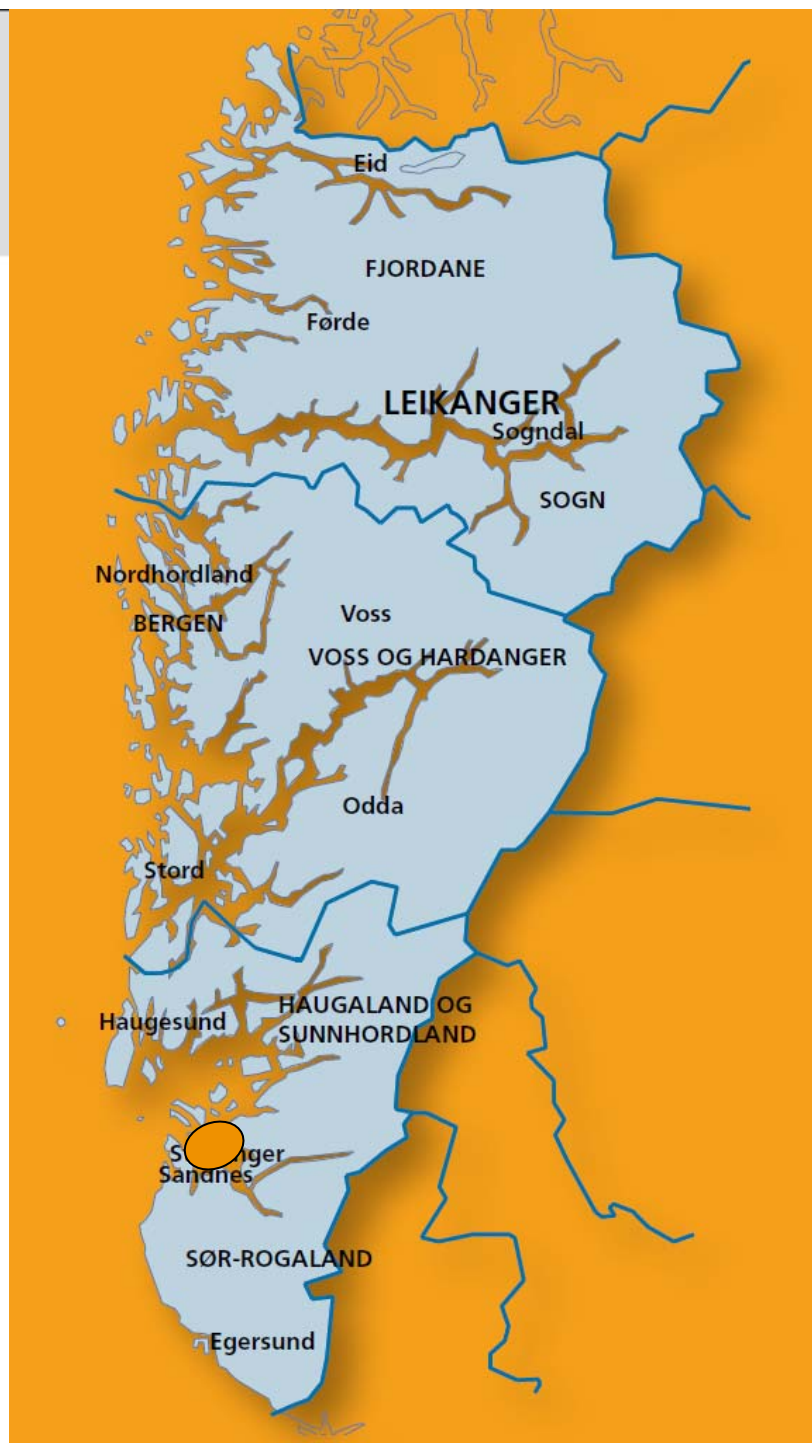 Eid
FJORDANE
Førde
LEIKANGER
Sogndal
SOGN
Nordhordland
BERGEN
Voss
VOSS OG HARDANGER
Odda
Stord
HAUGALAND OG
SUNNHORDLAND
Haugesund
Sandnes
SØR-ROGALAND
Egersund